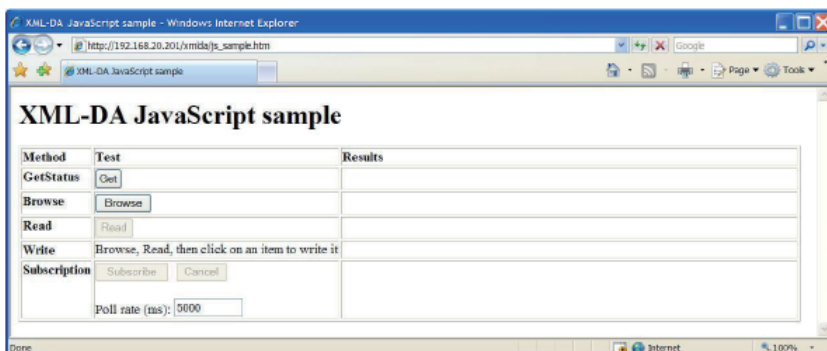 XML-DA JavaScript sample - Windows Internet Explorer
http://192.168.20.201/xmlda/js_sample.htm
Google
XML-DA JavaScript sample
Page
Tools
XML-DA JavaScript sample
Method Test Results
GetStatus Get
Browse Browse
Read Read
Write Browse, Read, then click on an item to write it
Subscription Subscribe Cancel
Poll rate (ms): 5000
Done Internet 100%